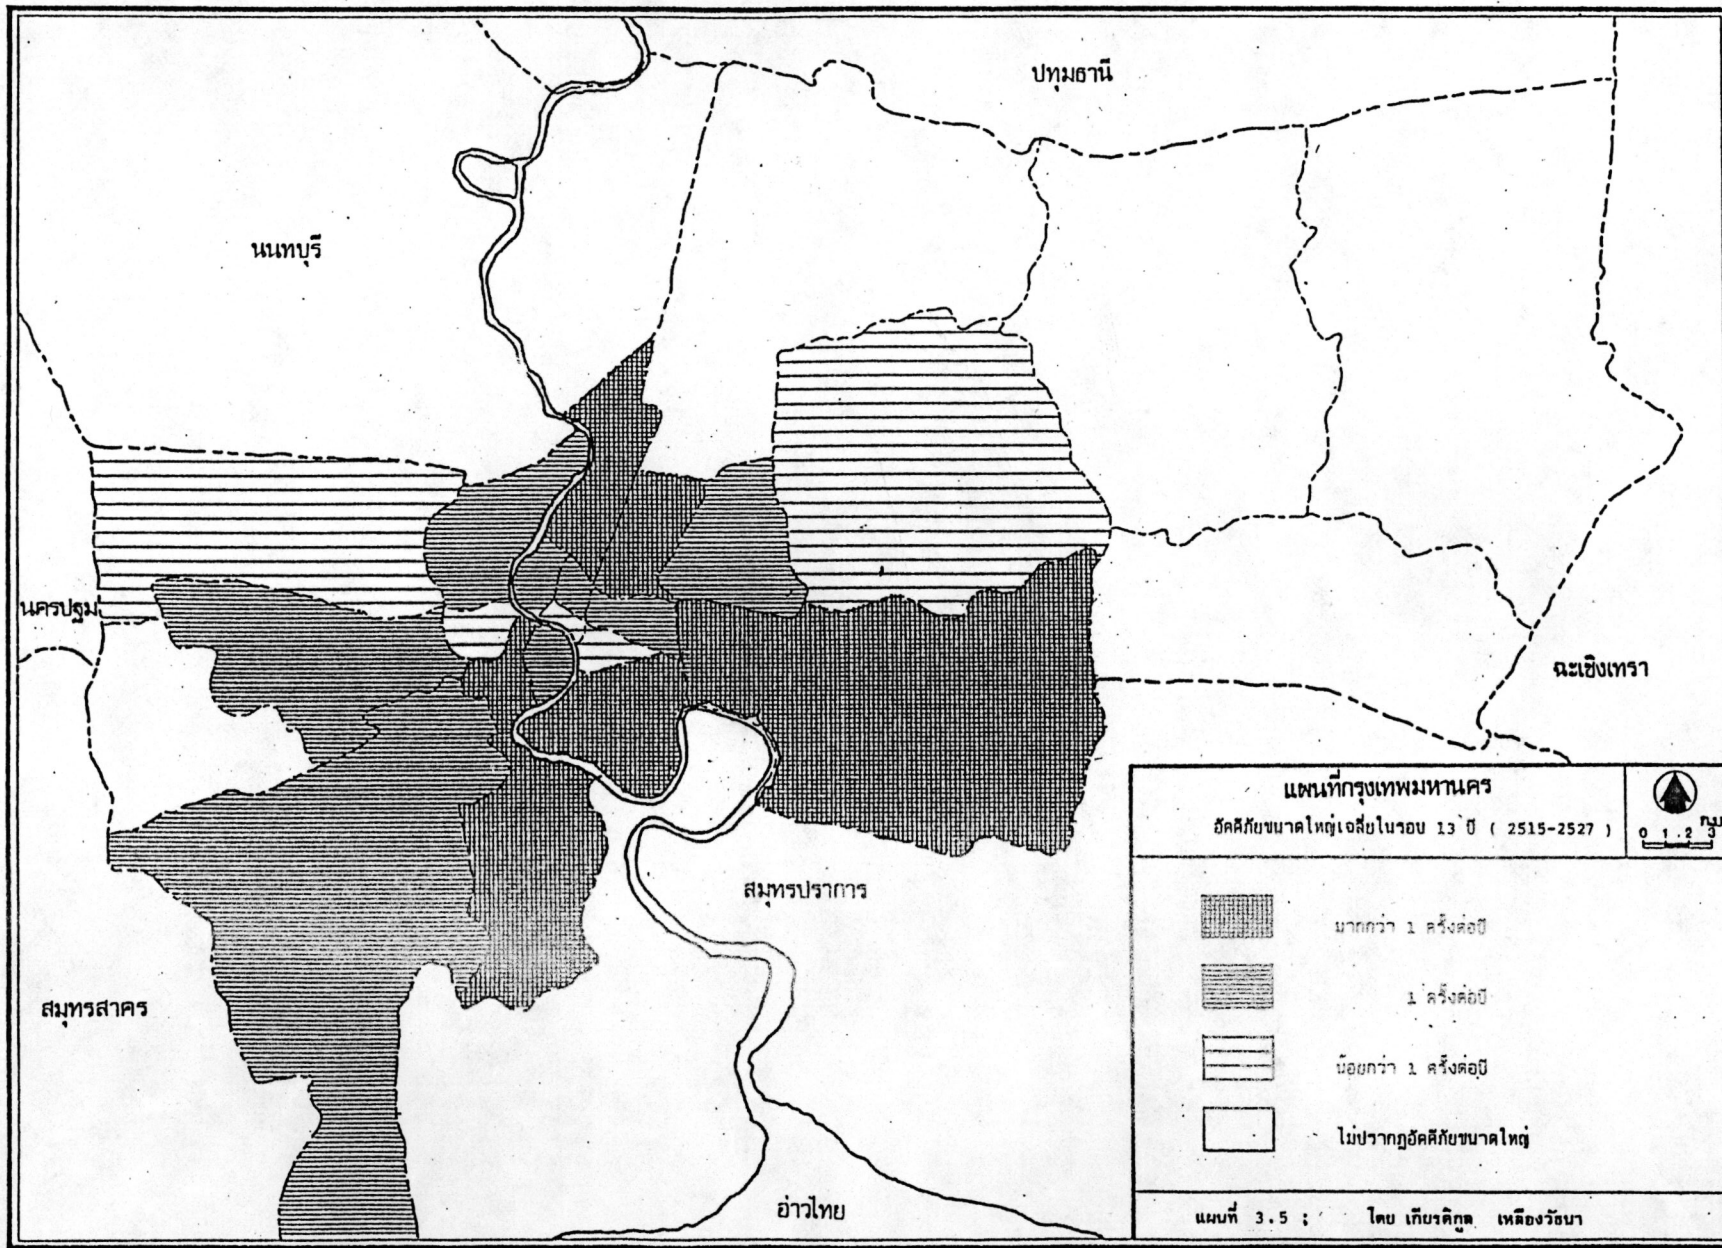 ปทุมธานี
นนทบุรี
นครปฐม
ฉะเชิงเทรา
สมุทรปราการ
สมุทรสาคร
อ่าวไทย
แผนที่กรุงเทพมหานคร
อัคคีภัยขนาดใหญ่เฉลี่ยในรอบ 13 ปี ( 2515-2527 )
กม
0 1 2 3
มากกว่า 1 ครั้งต่อปี
1 ครั้งต่อปี
น้อยกว่า 1 ครั้งต่อปี
ไม่ปรากฎอัคคีภัยขนาดใหญ่
แผนที่ 3.5 ; โดย เกียรติกูล เหลืองวัธนา